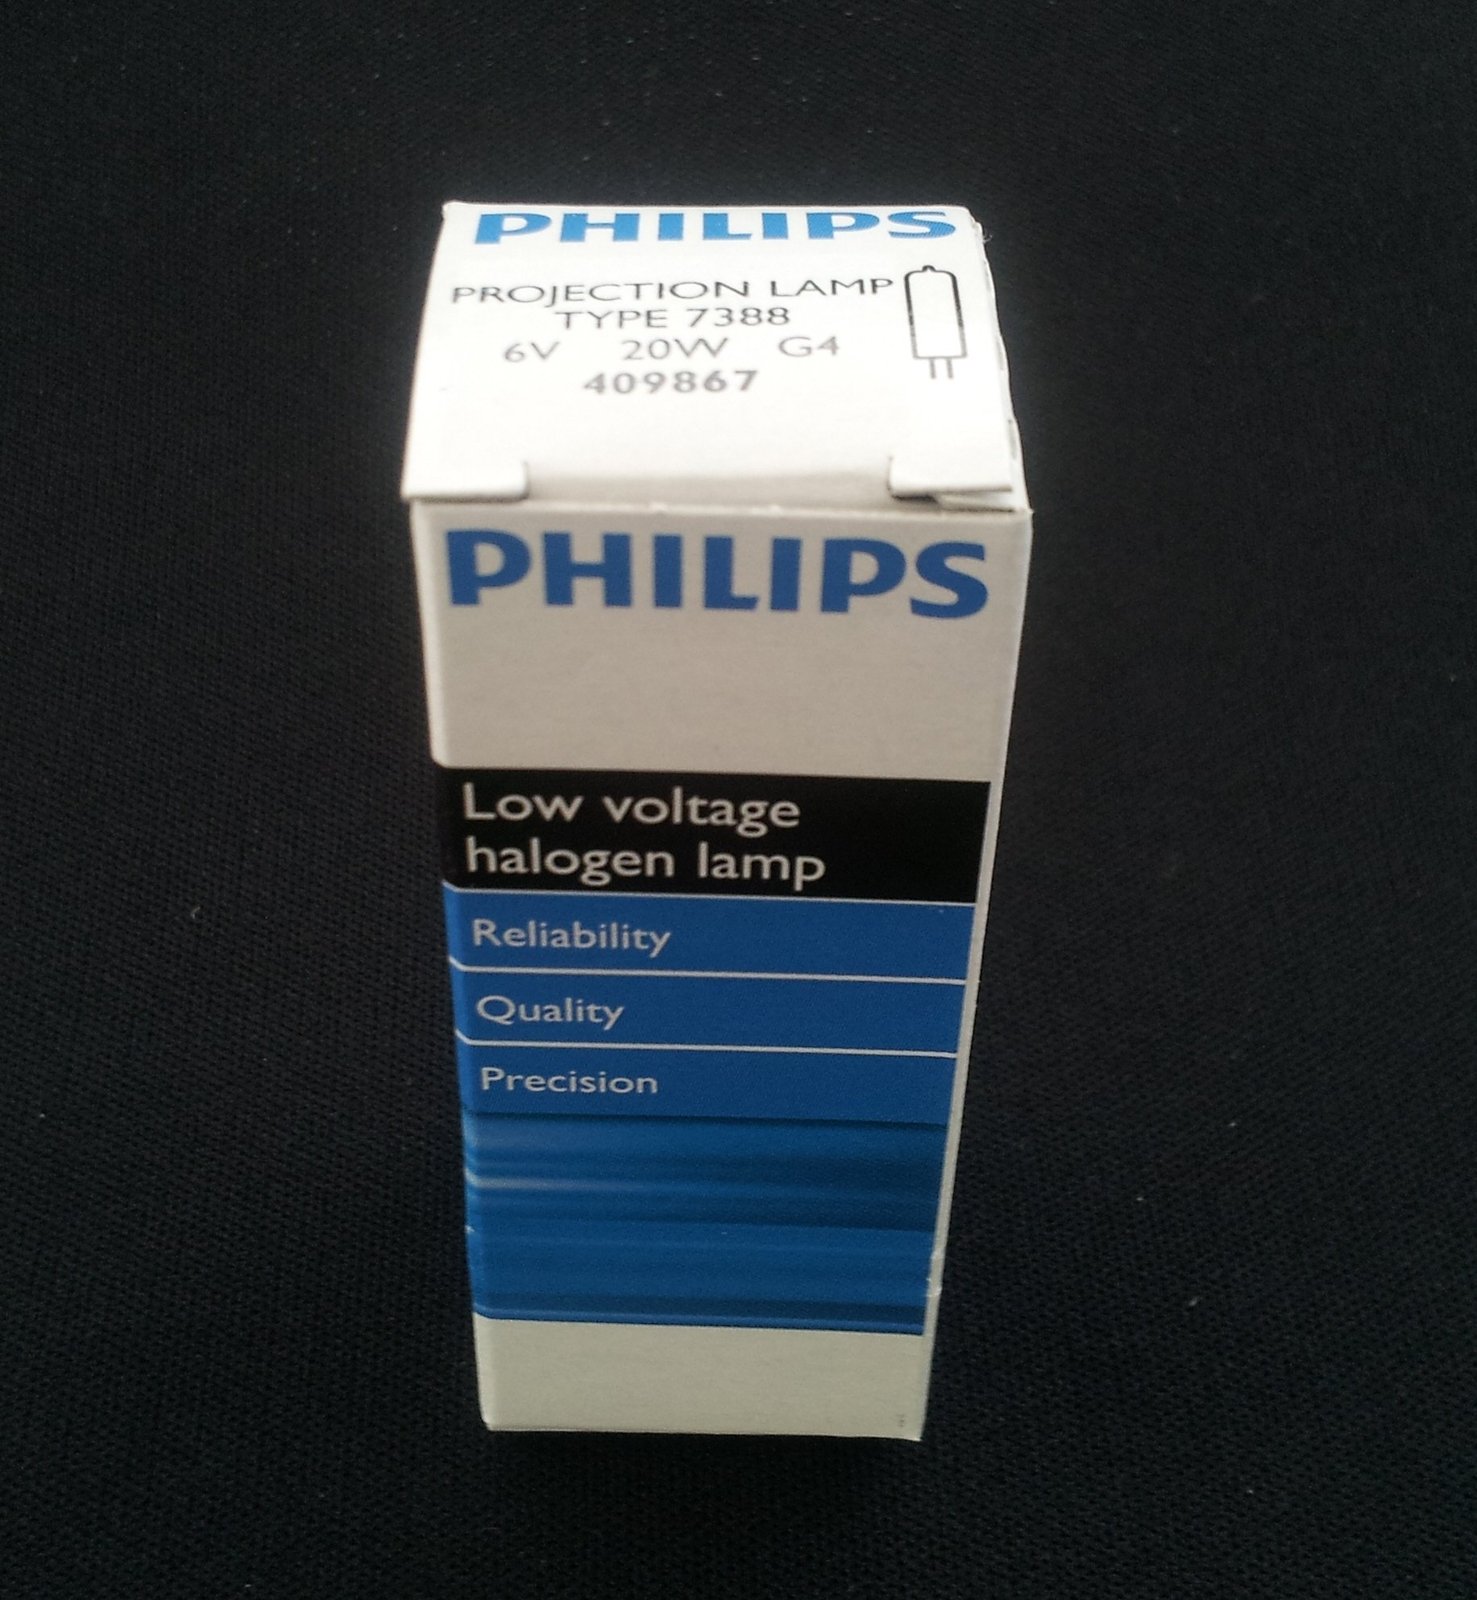 PHILIPS
PROJECTION LAMP
TYPE 7388
6V 20W G4
409867
PHILIPS
Low voltage
halogen lamp
Reliability
Quality
Precision